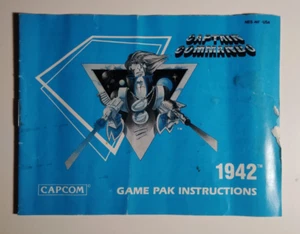 CAPTAIN
COMMANDO
1942™
CAPCOM
GAME PAK INSTRUCTIONS